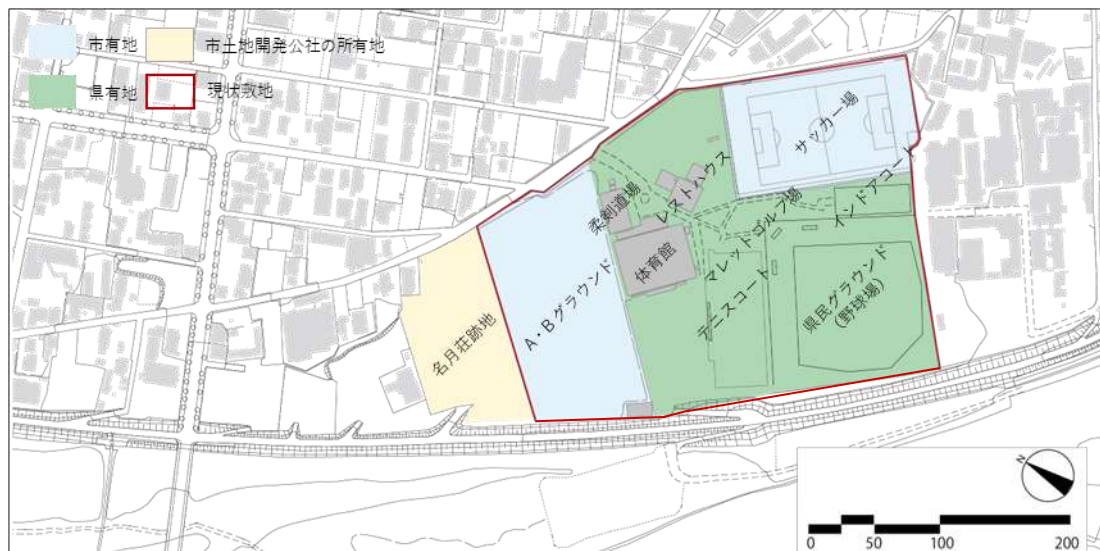 市有地
市土地開発公社の所有地
県有地
現状敷地
サッカー場
インドアコート
レストハウス
柔剣道場
マレットゴルフ場
体育館
A・Bグラウンド
テニスコート
県民グラウンド
(野球場)
名月荘跡地
N
0 50 100 200